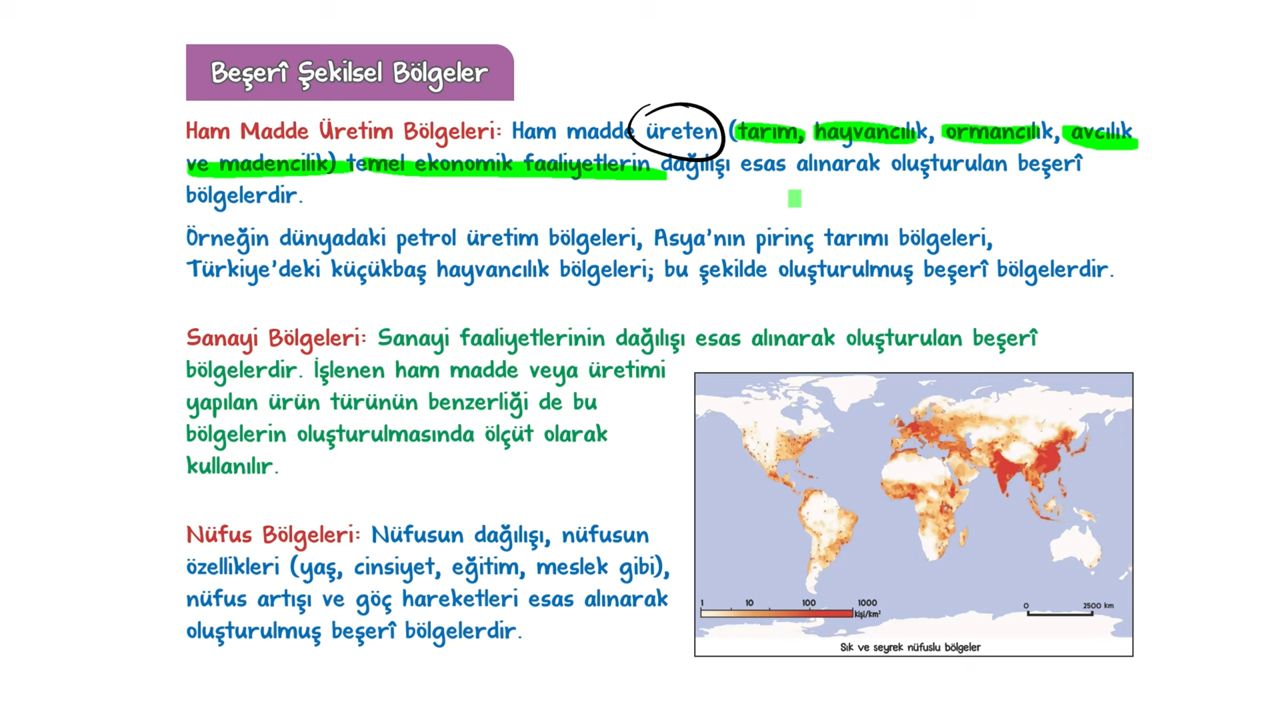 Beşerî Şekilsel Bölgeler
Ham Madde Üretim Bölgeleri: Ham madde üreten (tarım, hayvancılık, ormancılık, avcılık
ve madencilik) temel ekonomik faaliyetlerin dağılışı esas alınarak oluşturulan beşerî
bölgelerdir.
Örneğin dünyadaki petrol üretim bölgeleri, Asya'nın pirinç tarımı bölgeleri,
Türkiye'deki küçükbaş hayvancılık bölgeleri; bu şekilde oluşturulmuş beşerî bölgelerdir.
Sanayi Bölgeleri: Sanayi faaliyetlerinin dağılışı esas alınarak oluşturulan beşerî
bölgelerdir. İşlenen ham madde veya üretimi
yapılan ürün türünün benzerliği de bu
bölgelerin oluşturulmasında ölçüt olarak
kullanılır.
Nüfus Bölgeleri: Nüfusun dağılışı, nüfusun
özellikleri (yaş, cinsiyet, eğitim, meslek gibi),
nüfus artışı ve göç hareketleri esas alınarak
oluşturulmuş beşerî bölgelerdir.
1 10 100 1000
kişi/km²
0 2500 km
Sık ve seyrek nüfuslu bölgeler